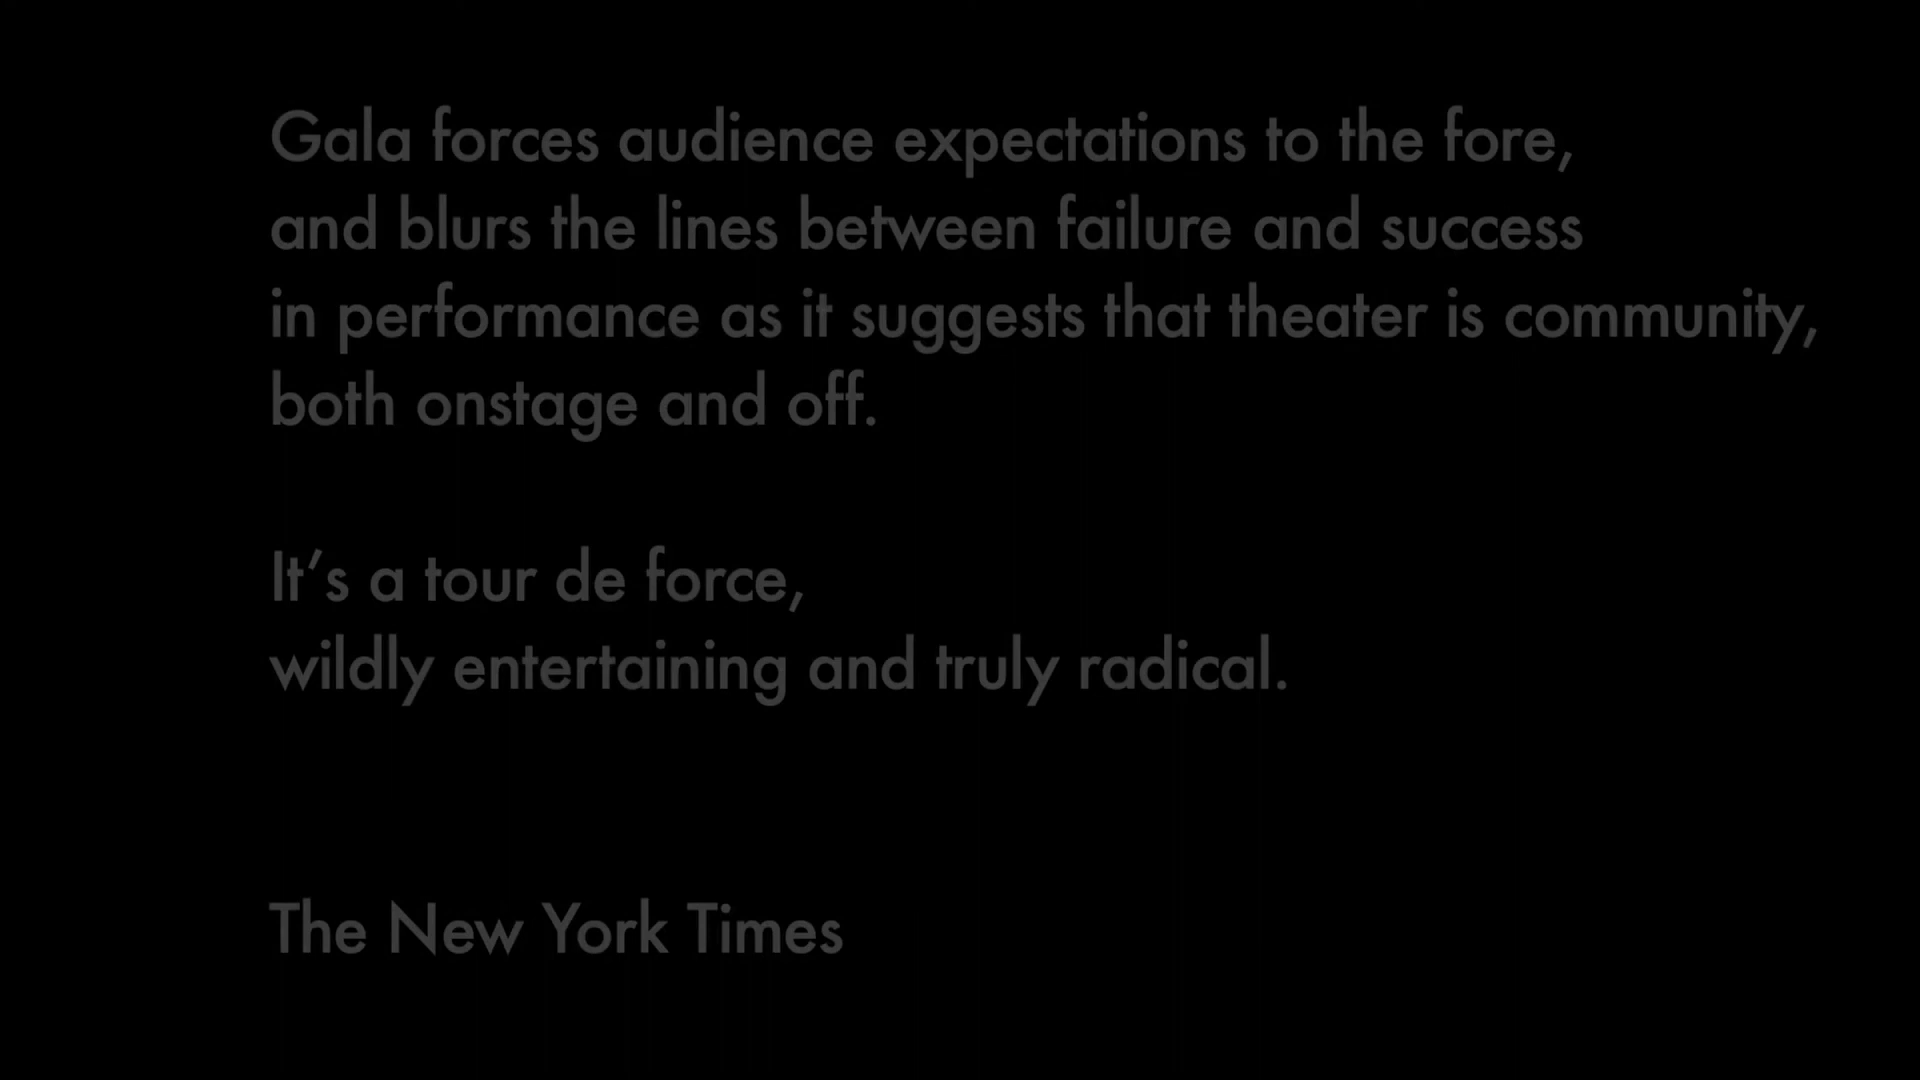 Gala forces audience expectations to the fore,
and blurs the lines between failure and success
in performance as it suggests that theater is community,
both onstage and off.
It’s a tour de force,
wildly entertaining and truly radical.
The New York Times